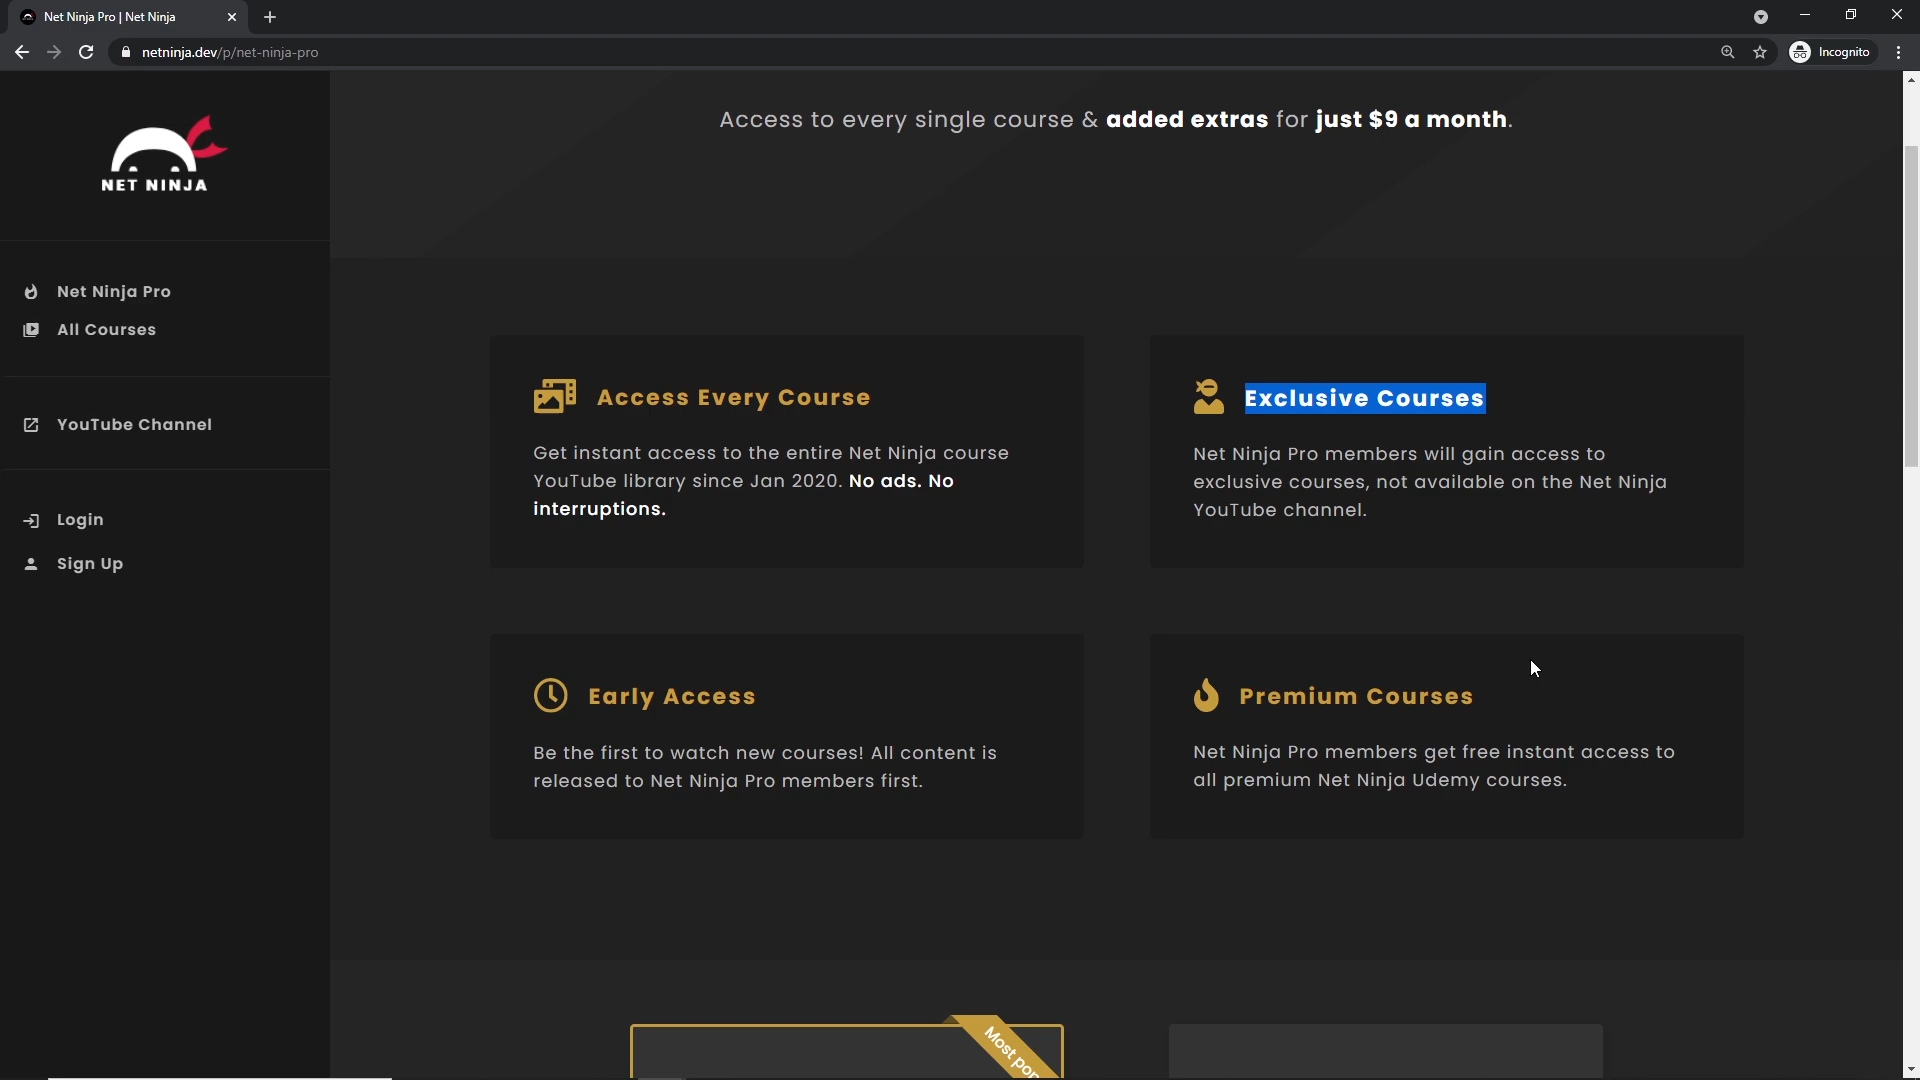 Net Ninja Pro | Net Ninja
netninja.dev/p/net-ninja-pro
Incognito
NET NINJA
Net Ninja Pro
All Courses
YouTube Channel
Login
Sign Up
Access to every single course & added extras for just $9 a month.
Access Every Course
Get instant access to the entire Net Ninja course
YouTube library since Jan 2020. No ads. No
interruptions.
Exclusive Courses
Net Ninja Pro members will gain access to
exclusive courses, not available on the Net Ninja
YouTube channel.
Early Access
Be the first to watch new courses! All content is
released to Net Ninja Pro members first.
Premium Courses
Net Ninja Pro members get free instant access to
all premium Net Ninja Udemy courses.
Most